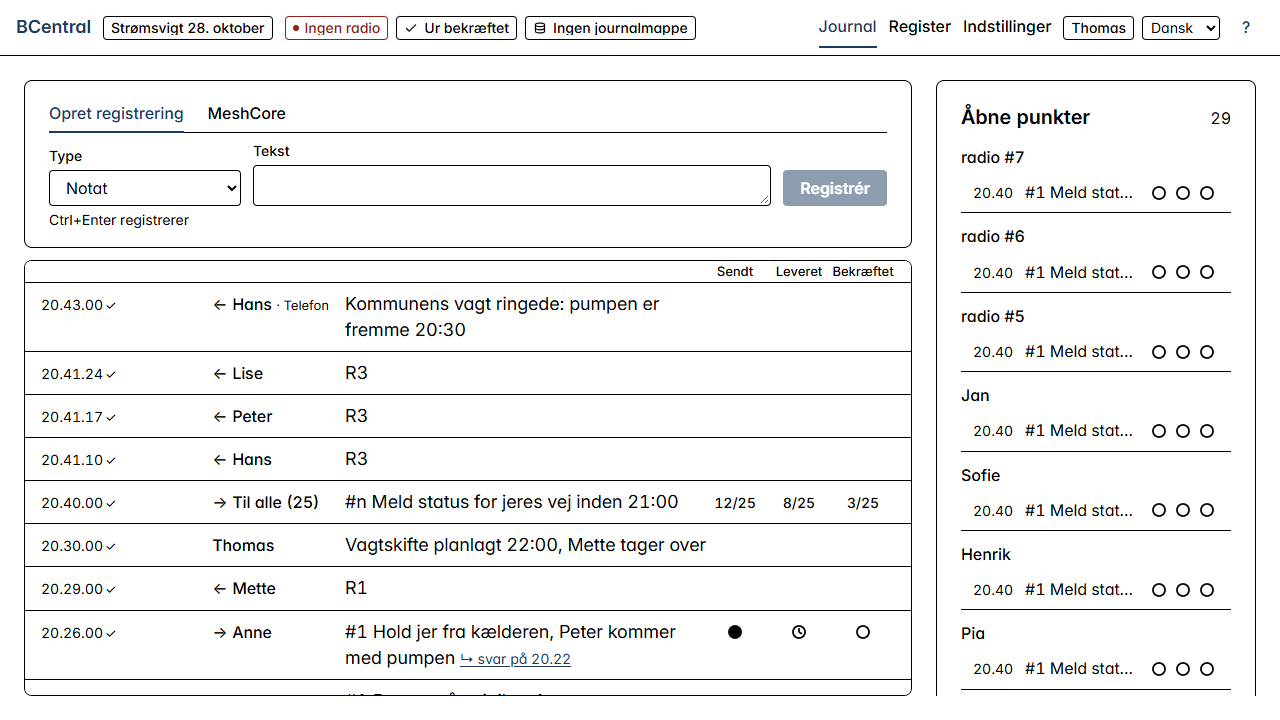 BCentral
Strømsvigt 28. oktober
Ingen radio
Ur bekræftet
Ingen journalmappe
Journal
Register
Indstillinger
Thomas
Dansk
?
Opret registrering
MeshCore
Type
Tekst
Notat
Registrér
Ctrl+Enter registrerer
Sendt Leveret Bekræftet
20.43.00 ✓ ← Hans · Telefon Kommunens vagt ringede: pumpen er
fremme 20:30
20.41.24 ✓ ← Lise R3
20.41.17 ✓ ← Peter R3
20.41.10 ✓ ← Hans R3
20.40.00 ✓ → Til alle (25) #n Meld status for jeres vej inden 21:00 12/25 8/25 3/25
20.30.00 ✓ Thomas Vagtskifte planlagt 22:00, Mette tager over
20.29.00 ✓ ← Mette R1
20.26.00 ✓ → Anne #1 Hold jer fra kælderen, Peter kommer
med pumpen ↳ svar på 20.22
Åbne punkter 29
radio #7
20.40 #1 Meld stat...
radio #6
20.40 #1 Meld stat...
radio #5
20.40 #1 Meld stat...
Jan
20.40 #1 Meld stat...
Sofie
20.40 #1 Meld stat...
Henrik
20.40 #1 Meld stat...
Pia
20.40 #1 Meld stat...